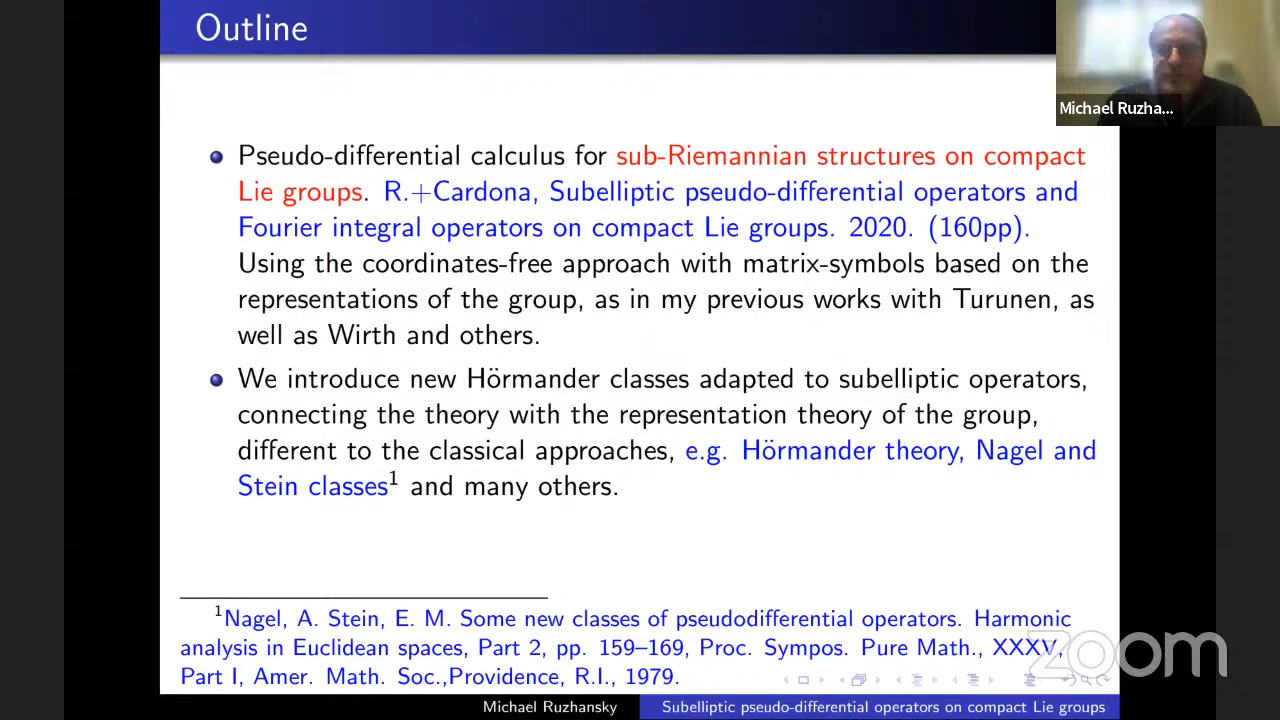 Outline
Michael Ruzha...
Pseudo-differential calculus for sub-Riemannian structures on compact
Lie groups. R.+Cardona, Subelliptic pseudo-differential operators and
Fourier integral operators on compact Lie groups. 2020. (160pp).
Using the coordinates-free approach with matrix-symbols based on the
representations of the group, as in my previous works with Turunen, as
well as Wirth and others.
We introduce new Hörmander classes adapted to subelliptic operators,
connecting the theory with the representation theory of the group,
different to the classical approaches, e.g. Hörmander theory, Nagel and
Stein classes¹ and many others.
¹Nagel, A. Stein, E. M. Some new classes of pseudodifferential operators. Harmonic
analysis in Euclidean spaces, Part 2, pp. 159–169, Proc. Sympos. Pure Math., XXXV,
Part I, Amer. Math. Soc.,Providence, R.I., 1979.
zoom
Michael Ruzhansky
Subelliptic pseudo-differential operators on compact Lie groups